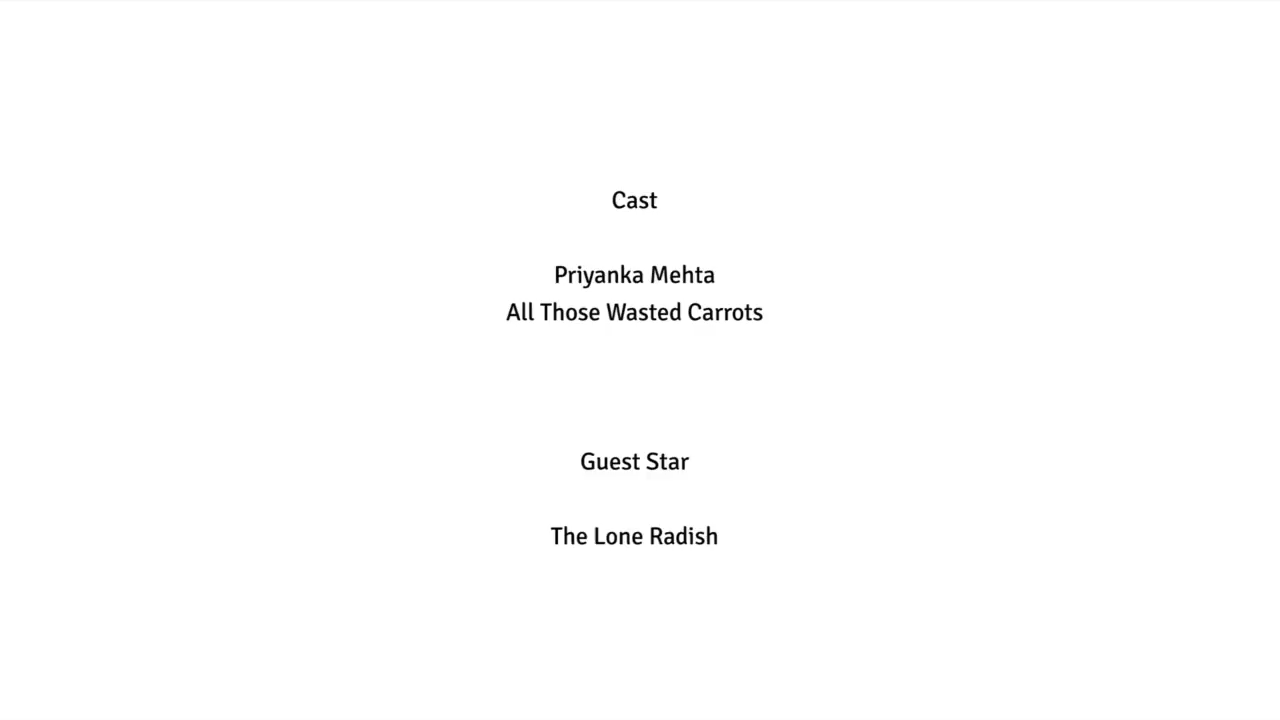 Cast
Priyanka Mehta
All Those Wasted Carrots
Guest Star
The Lone Radish